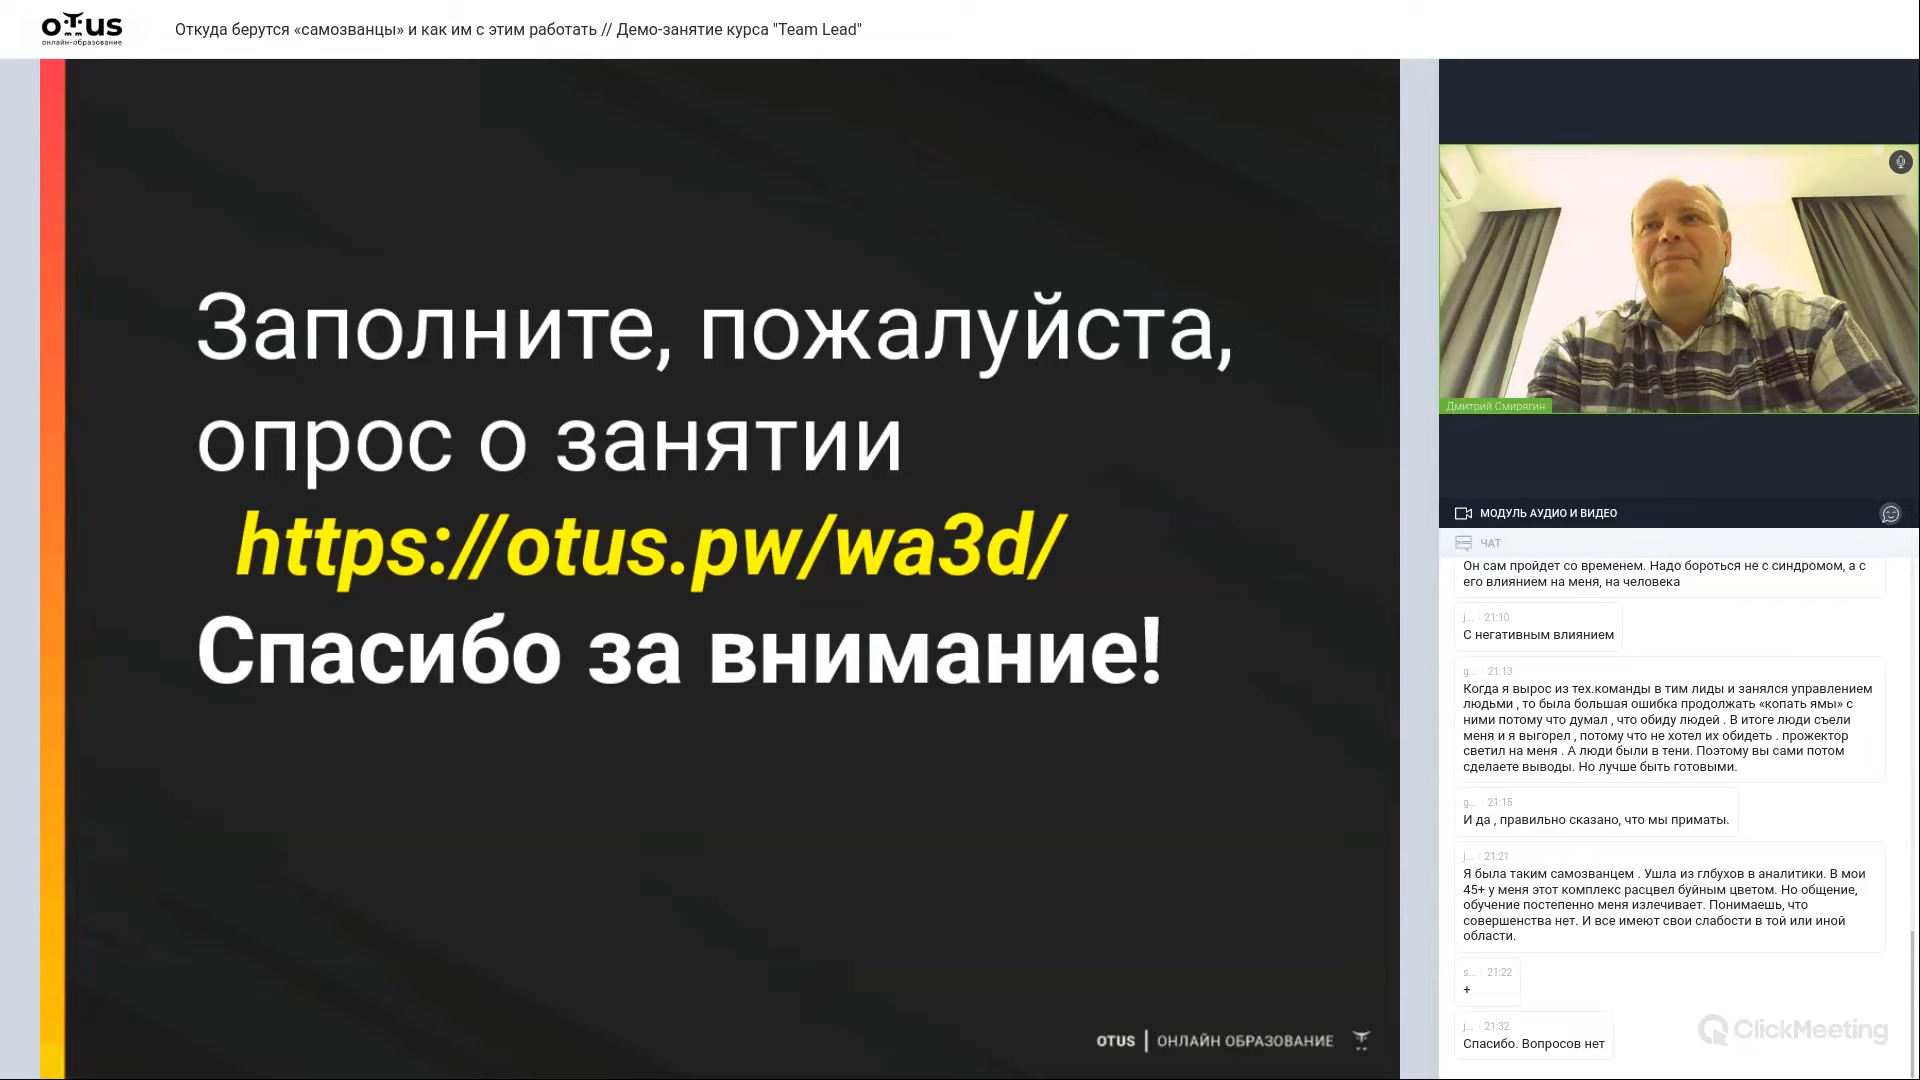 otus
онлайн-образование
Откуда берутся «самозванцы» и как им с этим работать // Демо-занятие курса "Team Lead"
Заполните, пожалуйста,
опрос о занятии
https://otus.pw/wa3d/
Спасибо за внимание!
OTUS | ОНЛАЙН ОБРАЗОВАНИЕ
Дмитрий Смирягин
МОДУЛЬ АУДИО И ВИДЕО
ЧАТ
Он сам пройдет со временем. Надо бороться не с синдромом, а с
его влиянием на меня, на человека
j... 21:10
С негативным влиянием
g... 21:13
Когда я вырос из тех.команды в тим лиды и занялся управлением
людьми , то была большая ошибка продолжать «копать ямы» с
ними потому что думал , что обиду людей . В итоге люди съели
меня и я выгорел , потому что не хотел их обидеть . прожектор
светил на меня . А люди были в тени. Поэтому вы сами потом
сделаете выводы. Но лучше быть готовыми.
g... 21:15
И да , правильно сказано, что мы приматы.
j... 21:21
Я была таким самозванцем . Ушла из глбухов в аналитики. В мои
45+ у меня этот комплекс расцвел буйным цветом. Но общение,
обучение постепенно меня излечивает. Понимаешь, что
совершенства нет. И все имеют свои слабости в той или иной
области.
s... 21:22
+
j... 21:32
Спасибо. Вопросов нет
ClickMeeting